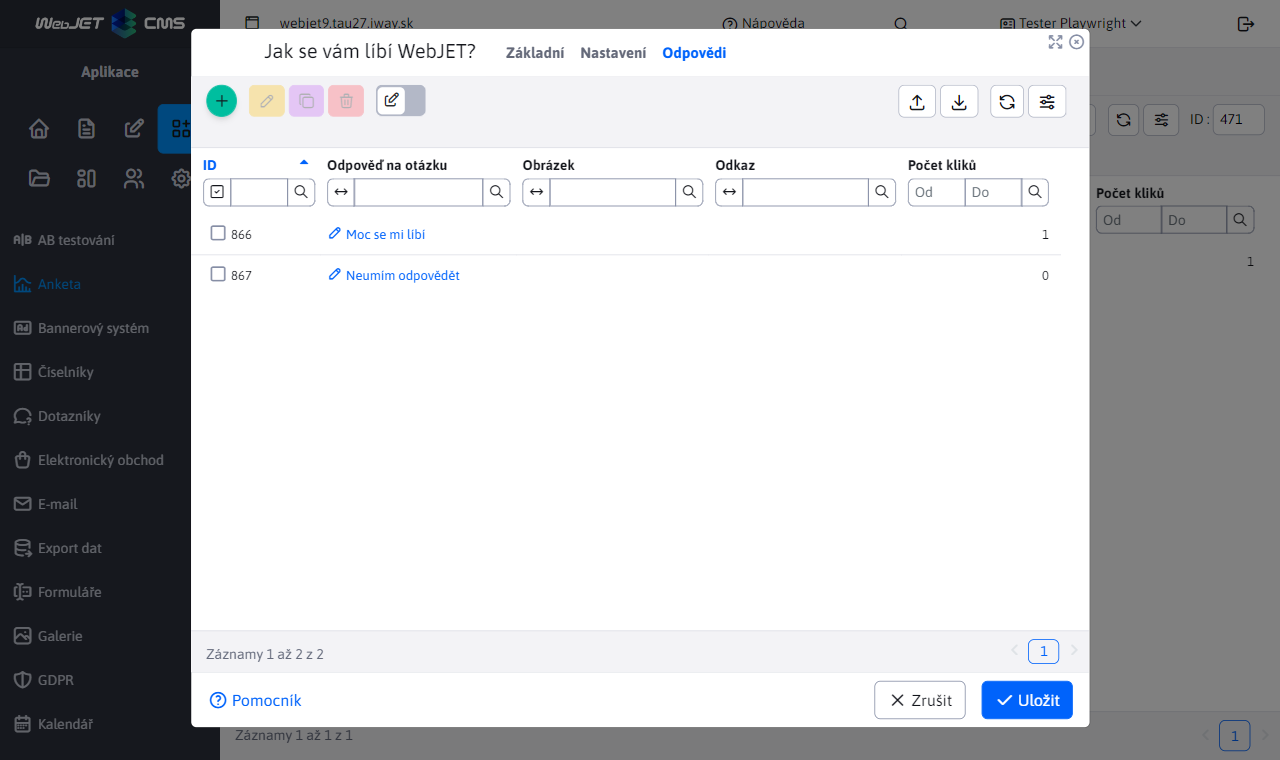 WebJET CMS
webjet9.tau27.iway.sk
Nápověda
Tester Playwright
Aplikace
Jak se vám líbí WebJET?
Základní
Nastavení
Odpovědi
ID : 471
ID
Odpověď na otázku
Obrázek
Odkaz
Počet kliků
Od
Do
866
Moc se mi líbí
1
867
Neumím odpovědět
0
Počet kliků
Od
Do
1
A|B AB testování
Anketa
Bannerový systém
Číselníky
Dotazníky
Elektronický obchod
E-mail
Export dat
Formuláře
Galerie
GDPR
Kalendář
Záznamy 1 až 2 z 2
1
Pomocník
Zrušit
Uložit
Záznamy 1 až 1 z 1
1